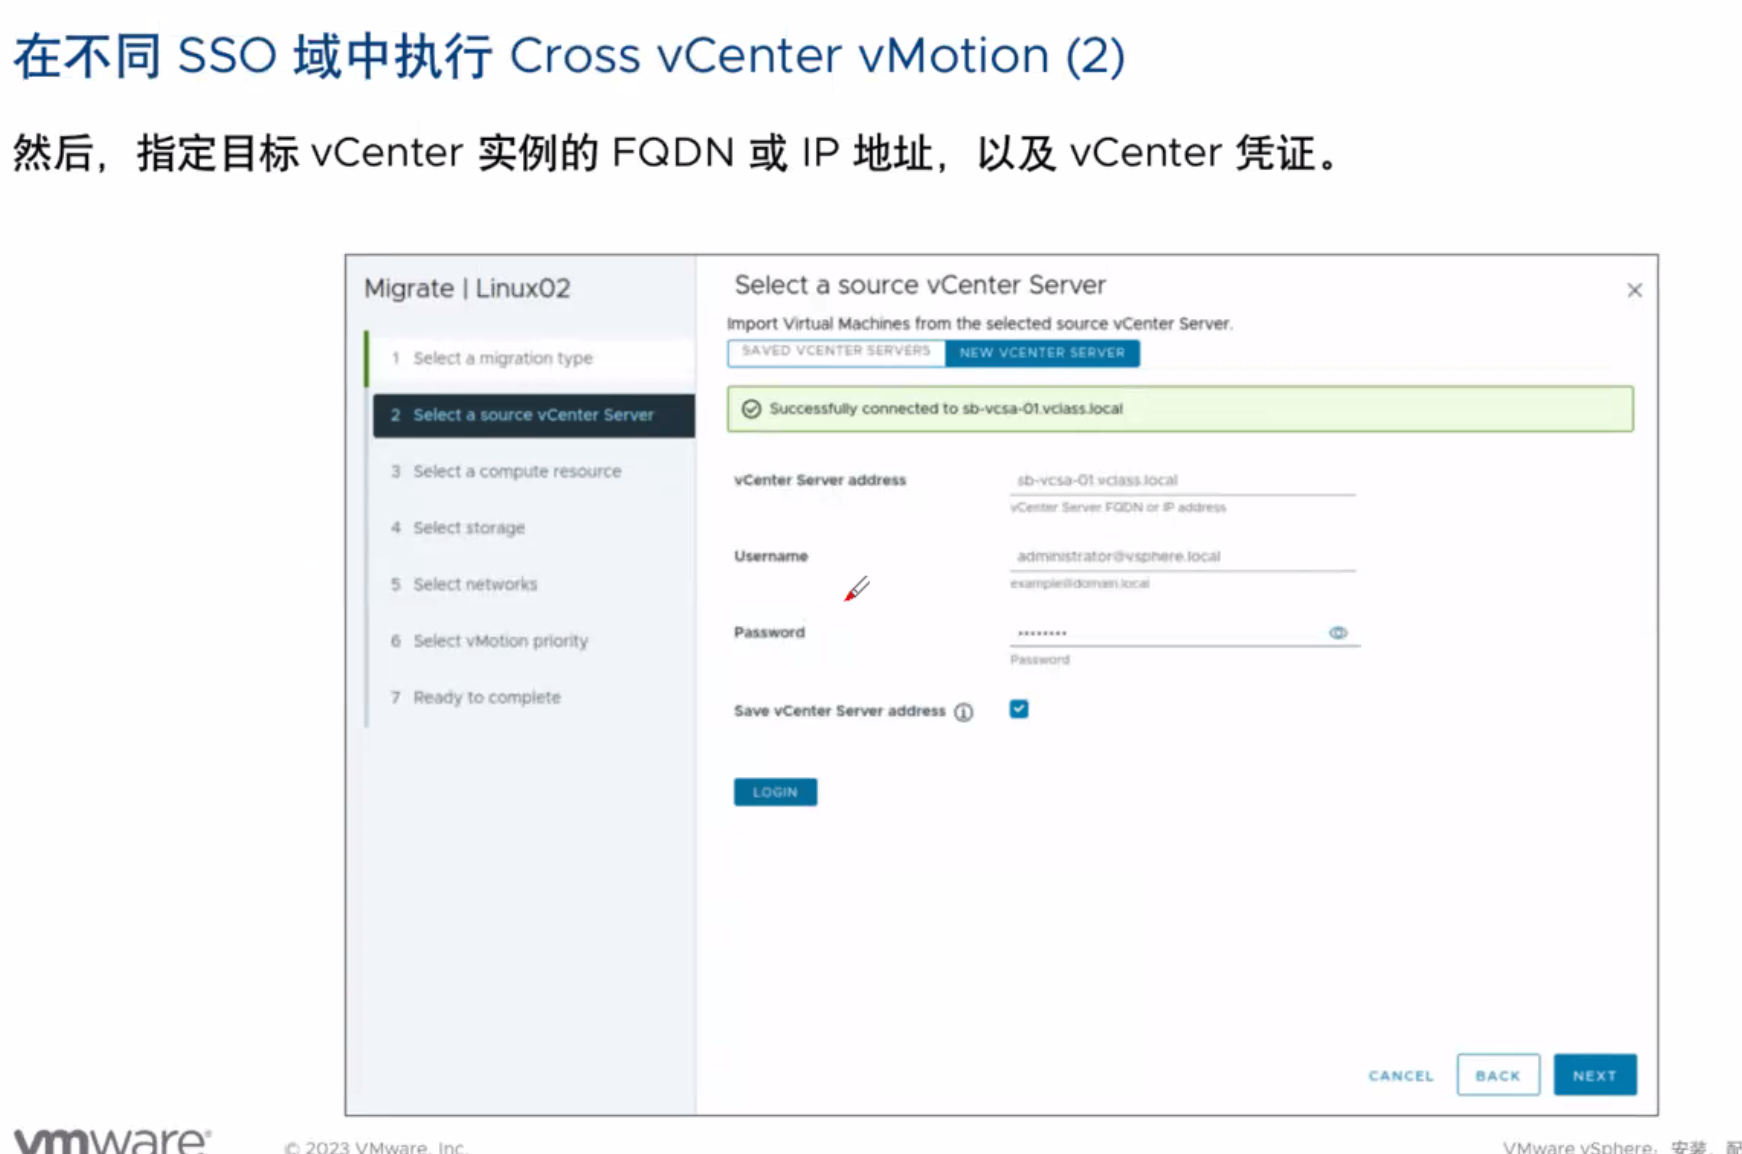 在不同 SSO 域中执行 Cross vCenter vMotion (2)
然后，指定目标 vCenter 实例的 FQDN 或 IP 地址，以及 vCenter 凭证。
Migrate | Linux02
1 Select a migration type
2 Select a source vCenter Server
3 Select a compute resource
4 Select storage
5 Select networks
6 Select vMotion priority
7 Ready to complete
Select a source vCenter Server
Import Virtual Machines from the selected source vCenter Server.
SAVED VCENTER SERVERS
NEW VCENTER SERVER
Successfully connected to sb-vcsa-01.vclass.local
vCenter Server address
sb-vcsa-01.vclass.local
vCenter Server FQDN or IP address
Username
administrator@vsphere.local
example@domain.local
Password
Password
Save vCenter Server address
LOGIN
CANCEL
BACK
NEXT
vmware®
© 2023 VMware, Inc.
VMware vSphere：安装、配